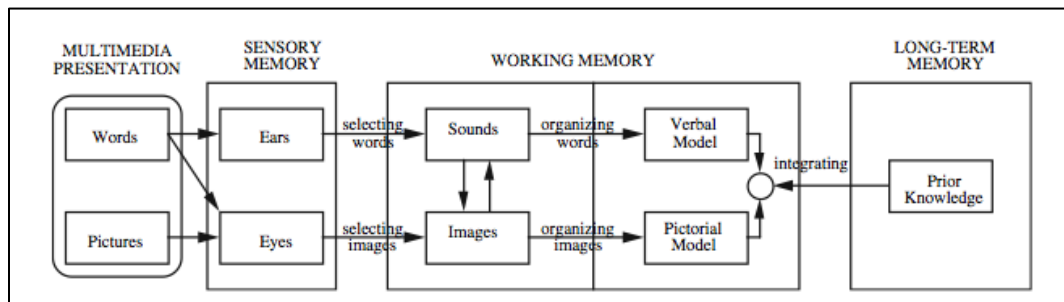 MULTIMEDIA
PRESENTATION
SENSORY
MEMORY
WORKING MEMORY
LONG-TERM
MEMORY
Words
Ears
selecting
words
Sounds
organizing
words
Verbal
Model
integrating
Prior
Knowledge
Pictures
Eyes
selecting
images
Images
organizing
images
Pictorial
Model